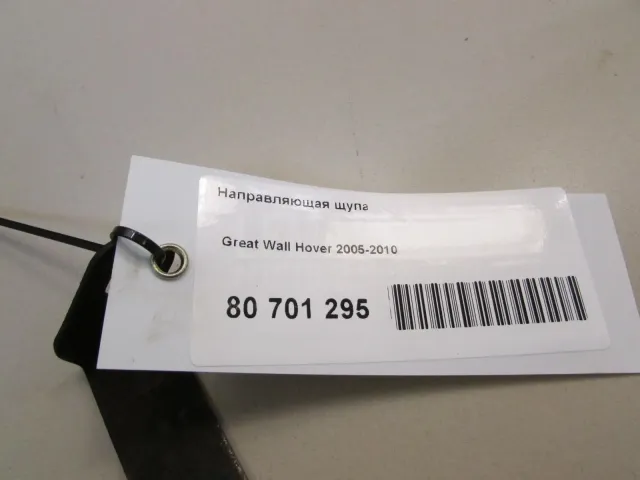 Направляющая щупа
Great Wall Hover 2005-2010
80 701 295